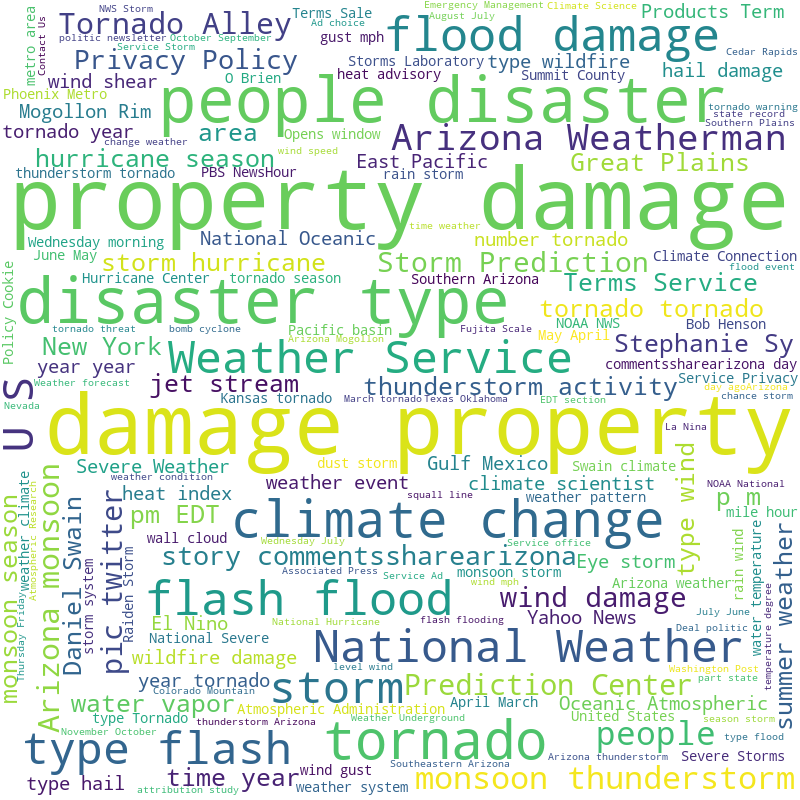 NWS Storm
Emergency Management
Climate Science
Tornado Alley
Terms Sale
August July
Products Term
Ad choice
flood damage
politic newsletter
October September
gust mph
metro area
Contact Us
Service Storm
Privacy Policy
Storms Laboratory
type wildfire
Cedar Rapids
hail damage
wind shear
O Brien
heat advisory
Summit County
Phoenix Metro
people disaster
tornado warning
Mogollon Rim
state record
Southern Plains
tornado year
area
Opens window
Arizona Weatherman
change weather
hurricane season
wind speed
East Pacific
Great Plains
thunderstorm tornado
PBS NewsHour
rain storm
property damage
time weather
Wednesday morning
National Oceanic
number tornado
June May
storm hurricane
Storm Prediction
Climate Connection
flood event
Policy Cookie
Hurricane Center
tornado season
Southern Arizona
Terms Service
disaster type
tornado tornado
tornado threat
bomb cyclone
Pacific basin
Fujita Scale
NOAA NWS
Bob Henson
Arizona Mogollon
May April
New York
Weather Service
Stephanie Sy
year year
commentssharearizona day
Weather forecast
jet stream
thunderstorm activity
Service Privacy
day agoArizona
chance storm
Nevada
Kansas tornado
March tornado
Texas Oklahoma
EDT section
U S
damage property
La Nina
Severe Weather
dust storm
Gulf Mexico
Swain climate
type wind
weather condition
weather event
climate scientist
NOAA National
monsoon season
weather climate
Atmospheric Research
Arizona monsoon
heat index
squall line
weather pattern
p m
pm EDT
climate change
mile hour
wall cloud
Wednesday July
Service office
rain Wind
water temperature
summer weather
Daniel Swain
storm system
pic twitter
Raiden Storm
story commentssharearizona
Eye storm
Thursday Friday
Associated Press
Service Ad
monsoon storm
Arizona weather
temperature degree
flash flood
wind mph
wind damage
July June
El Nino
National Hurricane
flash flooding
Yahoo News
Deal politic
National Severe
National Weather
wildfire damage
level wind
Washington Post
year tornado
Colorado Mountain
storm
Prediction Center
part state
water vapor
April March
Oceanic Atmospheric
type Tornado
Atmospheric Administration
United States
thunderstorm Arizona
Weather Underground
season storm
November October
tornado
people
type flood
type flash
Arizona thunderstorm
Severe Storms
type hail
time year
wind gust
Southeastern Arizona
monsoon thunderstorm
attribution study
weather system